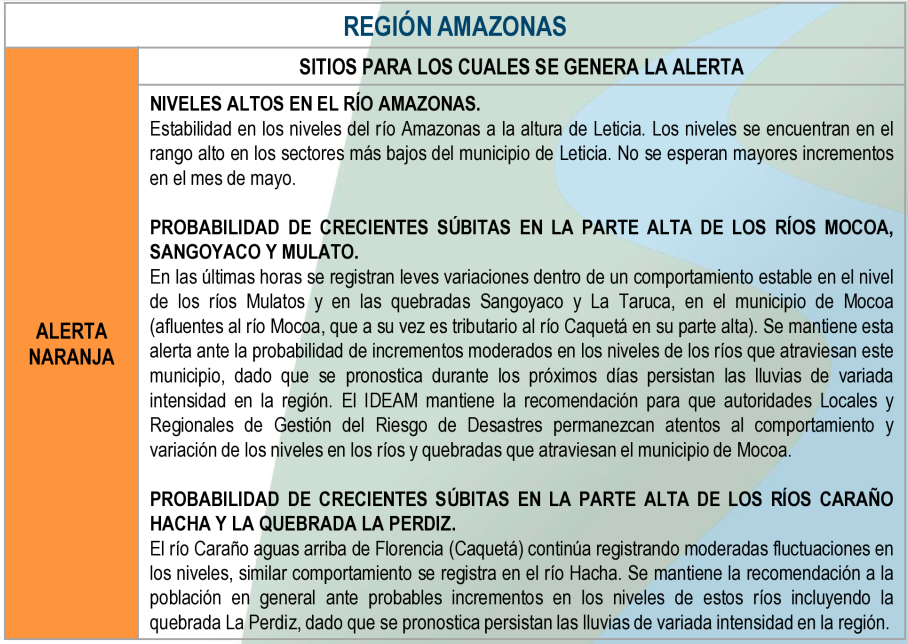 REGIÓN AMAZONAS
SITIOS PARA LOS CUALES SE GENERA LA ALERTA
ALERTA
NARANJA
NIVELES ALTOS EN EL RÍO AMAZONAS.
Estabilidad en los niveles del río Amazonas a la altura de Leticia. Los niveles se encuentran en el
rango alto en los sectores más bajos del municipio de Leticia. No se esperan mayores incrementos
en el mes de mayo.
PROBABILIDAD DE CRECIENTES SÚBITAS EN LA PARTE ALTA DE LOS RÍOS MOCOA,
SANGOYACO Y MULATO.
En las últimas horas se registran leves variaciones dentro de un comportamiento estable en el nivel
de los ríos Mulatos y en las quebradas Sangoyaco y La Taruca, en el municipio de Mocoa
(afluentes al río Mocoa, que a su vez es tributario al río Caquetá en su parte alta). Se mantiene esta
alerta ante la probabilidad de incrementos moderados en los niveles de los ríos que atraviesan este
municipio, dado que se pronostica durante los próximos días persistan las lluvias de variada
intensidad en la región. El IDEAM mantiene la recomendación para que autoridades Locales y
Regionales de Gestión del Riesgo de Desastres permanezcan atentos al comportamiento y
variación de los niveles en los ríos y quebradas que atraviesan el municipio de Mocoa.
PROBABILIDAD DE CRECIENTES SÚBITAS EN LA PARTE ALTA DE LOS RÍOS CARAÑO
HACHA Y LA QUEBRADA LA PERDIZ.
El río Caraño aguas arriba de Florencia (Caquetá) continúa registrando moderadas fluctuaciones en
los niveles, similar comportamiento se registra en el río Hacha. Se mantiene la recomendación a la
población en general ante probables incrementos en los niveles de estos ríos incluyendo la
quebrada La Perdiz, dado que se pronostica persistan las lluvias de variada intensidad en la región.